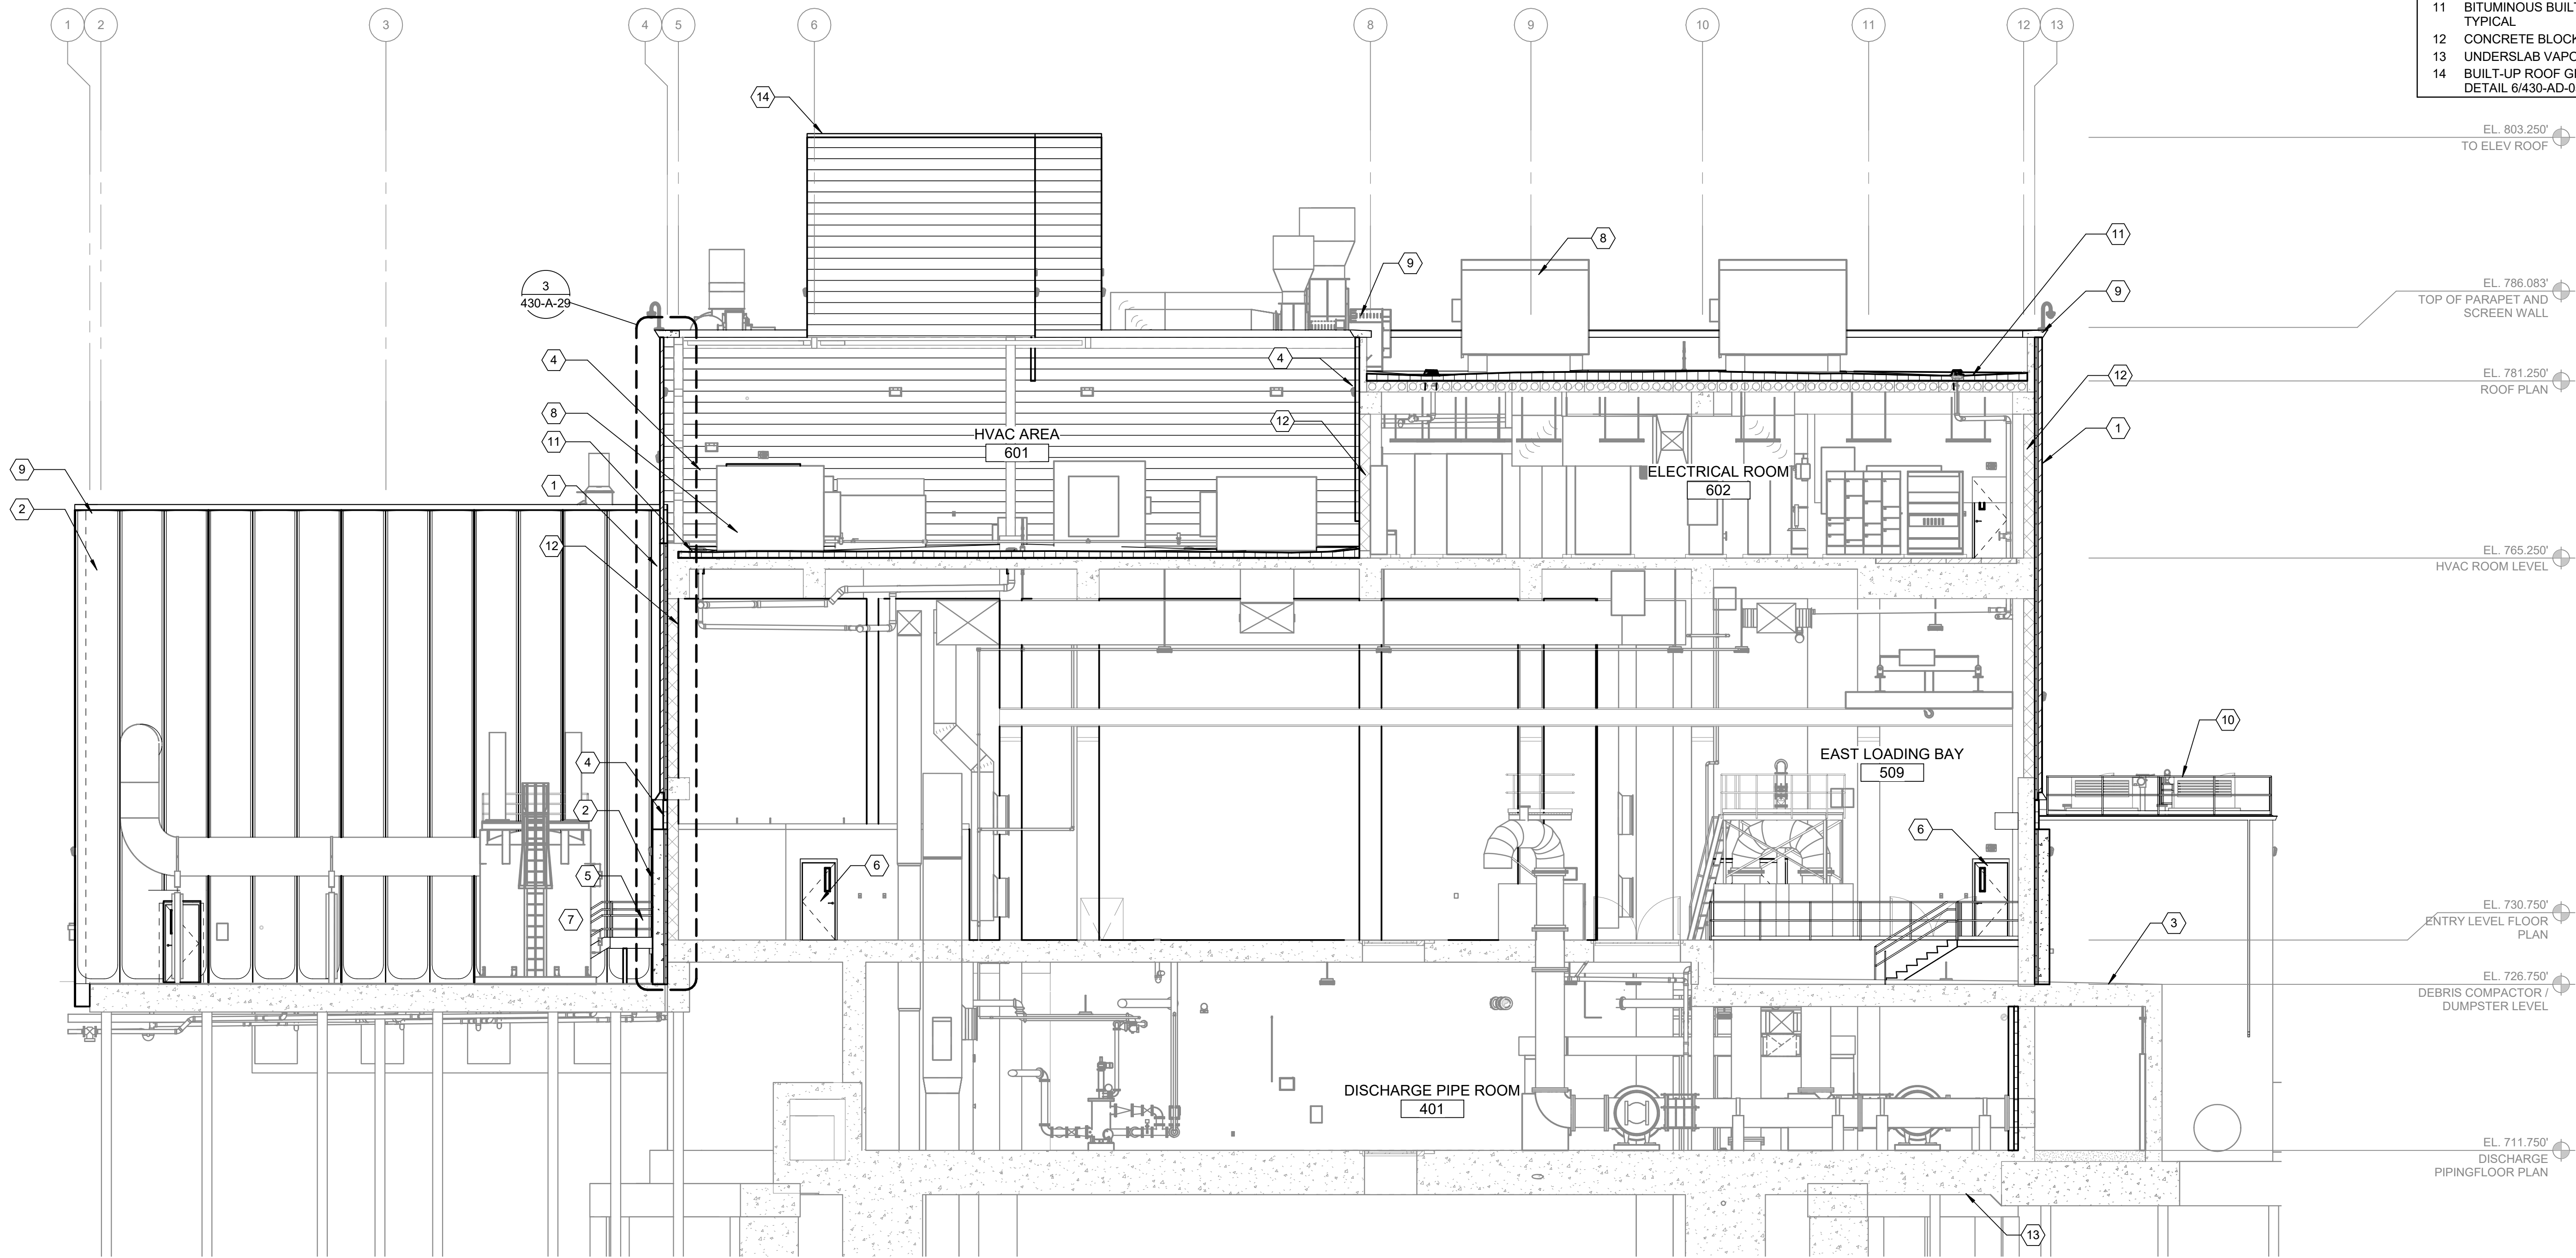 1 2 3 4 5 6 8 9 10 11 12 13
11 BITUMINOUS BUIL
TYPICAL
12 CONCRETE BLOCK
13 UNDERSLAB VAPO
14 BUILT-UP ROOF
DETAIL 6/430-AD-0
14
EL. 803.250'
TO ELEV ROOF
8
11
9
3
430-A-29
EL. 786.083'
TOP OF PARAPET AND
SCREEN WALL
9
4
4
EL. 781.250'
ROOF PLAN
12
8
12
HVAC AREA
601
1
11
ELECTRICAL ROOM
602
9
1
2
12
EL. 765.250'
HVAC ROOM LEVEL
10
EAST LOADING BAY
509
4
2
6
6
5
7
EL. 730.750'
ENTRY LEVEL FLOOR
PLAN
3
EL. 726.750'
DEBRIS COMPACTOR /
DUMPSTER LEVEL
DISCHARGE PIPE ROOM
401
EL. 711.750'
DISCHARGE
PIPINGFLOOR PLAN
13